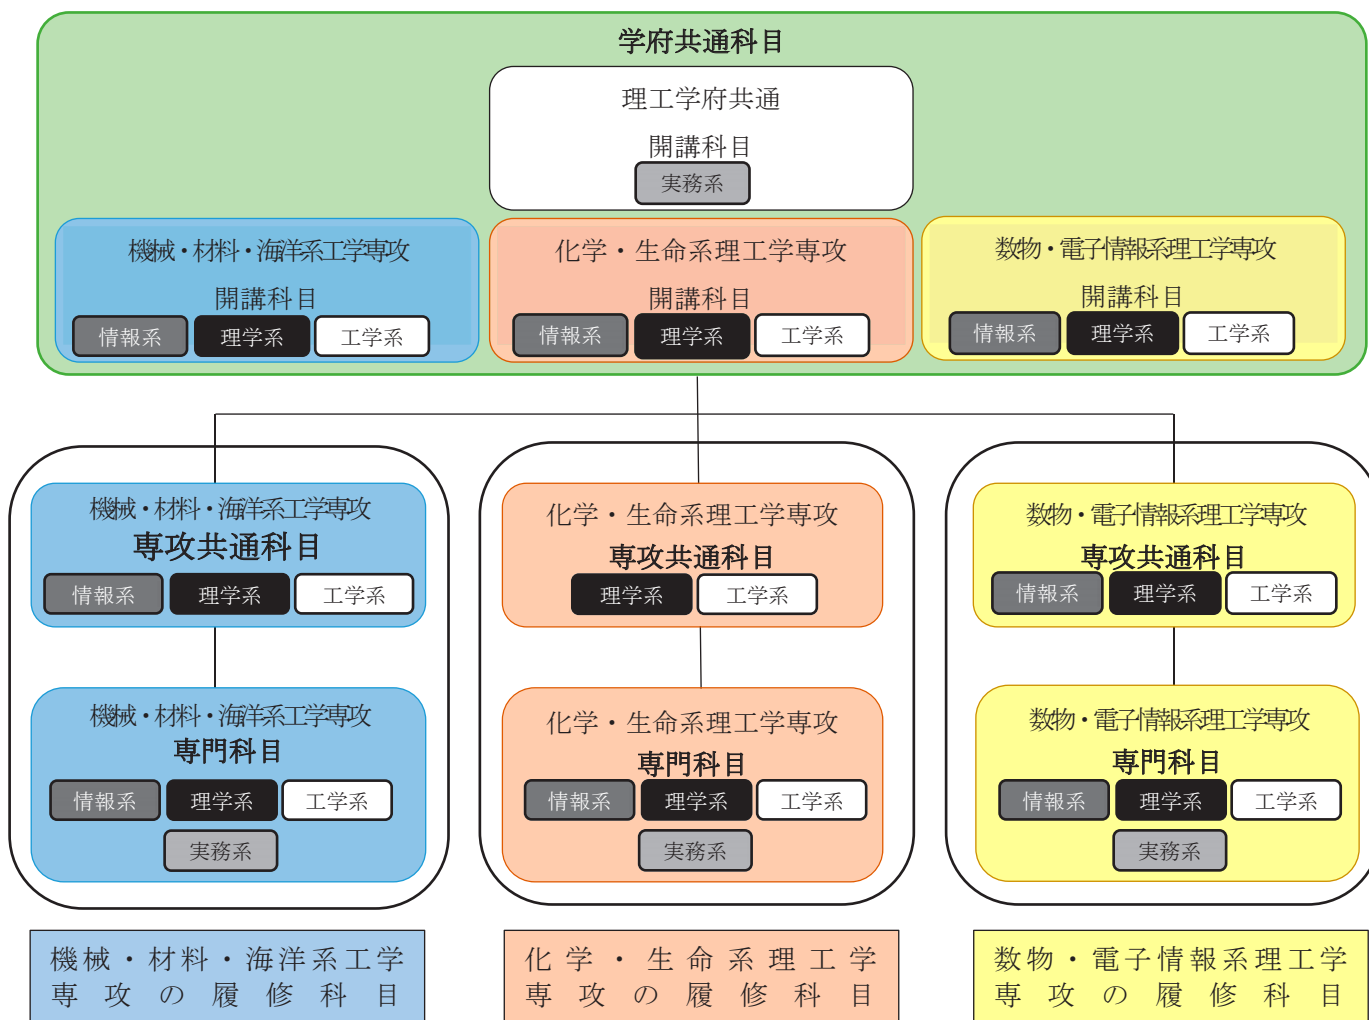 学府共通科目
理工学府共通
開講科目
実務系
機械・材料・海洋系工学専攻
開講科目
情報系 理学系 工学系
化学・生命系理工学専攻
開講科目
情報系 理学系 工学系
数物・電子情報系理工学専攻
開講科目
情報系 理学系 工学系
機械・材料・海洋系工学専攻
専攻共通科目
情報系 理学系 工学系
化学・生命系理工学専攻
専攻共通科目
理学系 工学系
数物・電子情報系理工学専攻
専攻共通科目
情報系 理学系 工学系
機械・材料・海洋系工学専攻
専門科目
情報系 理学系 工学系
実務系
化学・生命系理工学専攻
専門科目
情報系 理学系 工学系
実務系
数物・電子情報系理工学専攻
専門科目
情報系 理学系 工学系
実務系
機械・材料・海洋系工学
専攻の履修科目
化学・生命系理工学
専攻の履修科目
数物・電子情報系理工学
専攻の履修科目